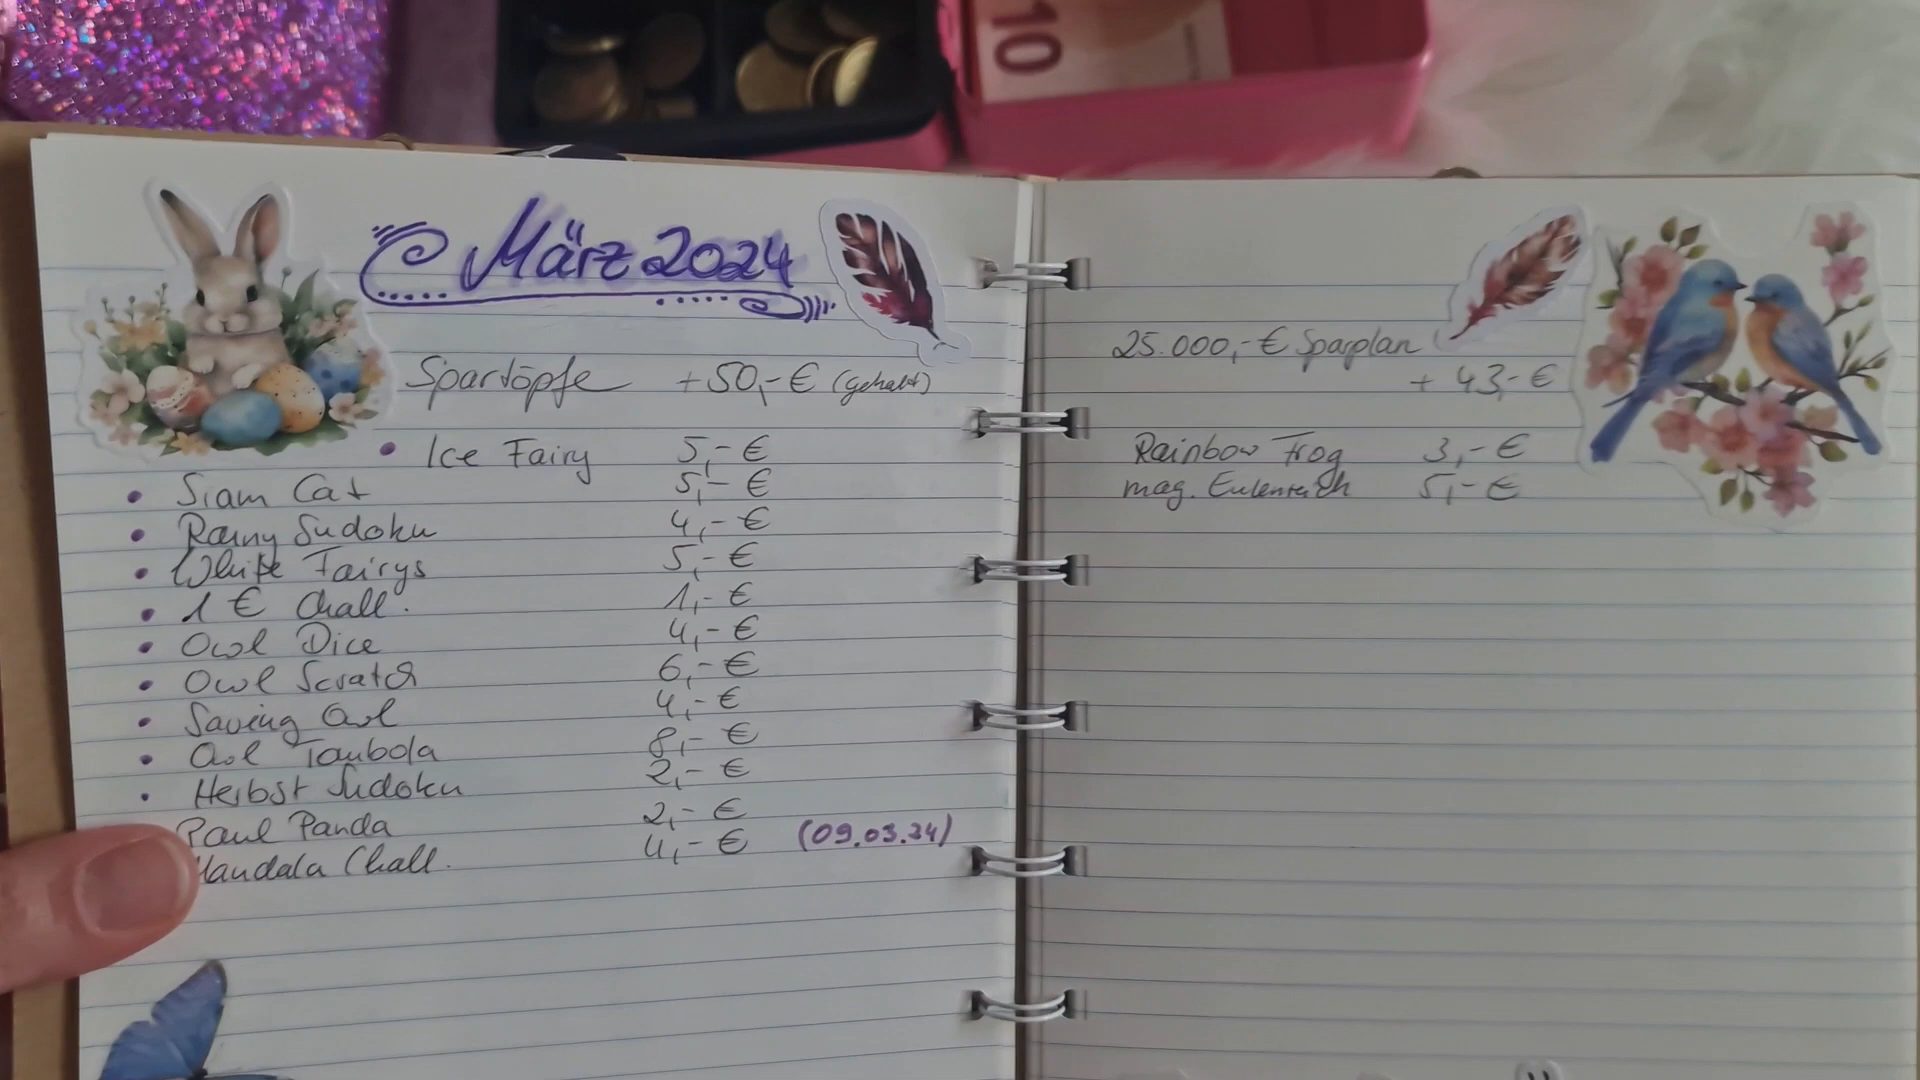 10
März 2024
Spartöpfe +50,-€ (Gehalt)
• Ice Fairy 5,-€
• Siam Cat 5,-€
• Rainy Sudoku 4,-€
• White Fairys 5,-€
• 1€ Chall. 1,-€
• Owl Dice 4,-€
• Owl Scratch 6,-€
• Saving Owl 4,-€
• Owl Tombola 8,-€
• Herbst Sudoku 2,-€
Paul Panda 2,-€
Mandala Chall. 4,-€ (09.03.24)
25.000,-€ Sparplan
+ 43,-€
Rainbow Frog 3,-€
mag. Eulenreich 5,-€